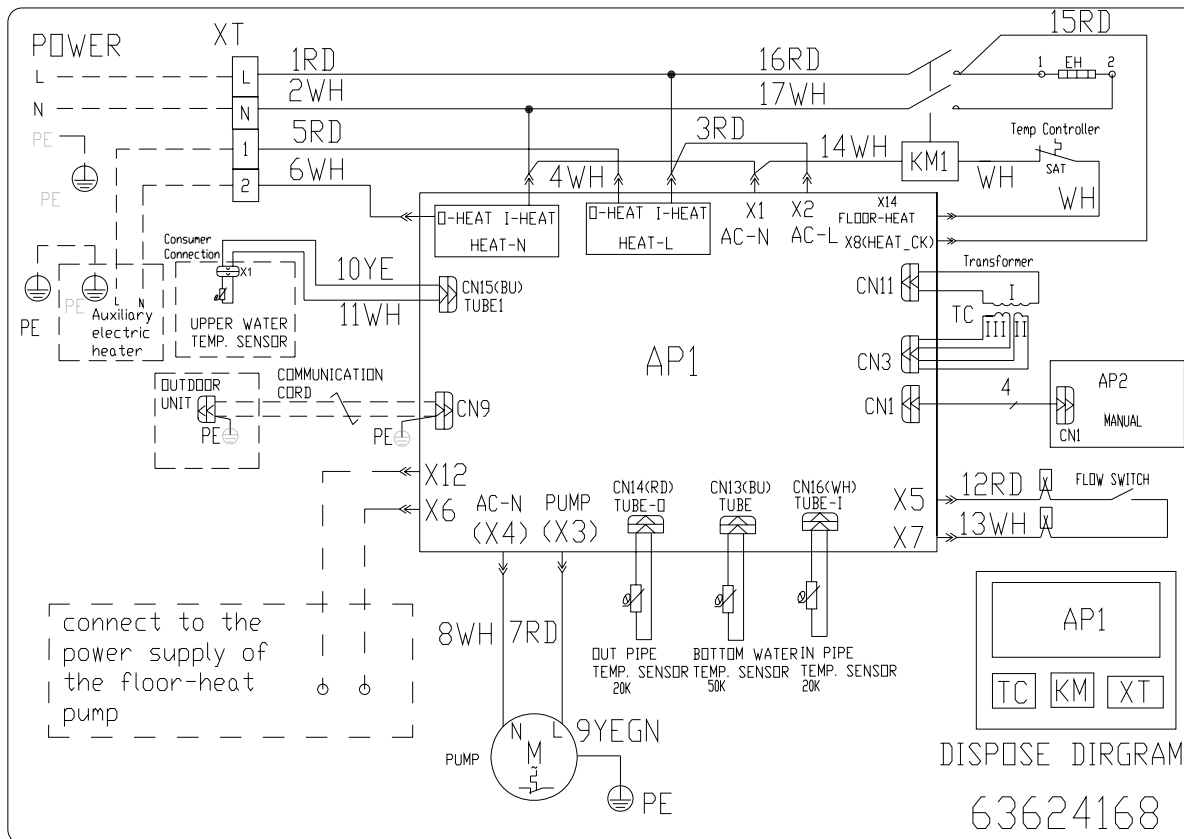 POWER
XT
L
N
PE
PE
L
N
1
2
1RD
2WH
5RD
6WH
16RD
17WH
15RD
1
EH
2
3RD
4WH
14WH
KM1
Temp Controller
SAT
WH
WH
O-HEAT I-HEAT
HEAT-N
O-HEAT I-HEAT
HEAT-L
X1
AC-N
X2
AC-L
X14
FLOOR-HEAT
X8(HEAT_CK)
Consumer
Connection
X1
10YE
11WH
UPPER WATER
TEMP. SENSOR
CN15(BU)
TUBE1
PE
PE
L N
Auxiliary
electric
heater
CN11
Transformer
I
TC
III
II
CN3
AP1
CN1
4
AP2
MANUAL
CN1
OUTDOOR
UNIT
PE
COMMUNICATION
CORD
CN9
PE
X12
X6
AC-N
(X4)
PUMP
(X3)
CN14(RD)
TUBE-O
CN13(BU)
TUBE
CN16(WH)
TUBE-I
X5
X7
12RD
13WH
X
X
FLOW SWITCH
connect to the
power supply of
the floor-heat
pump
8WH
7RD
OUT PIPE
TEMP. SENSOR
20K
BOTTOM WATER
TEMP. SENSOR
50K
IN PIPE
TEMP. SENSOR
20K
N
L
M
PUMP
9YEGN
PE
AP1
TC
KM
XT
DISPOSE DIRGRAM
63624168